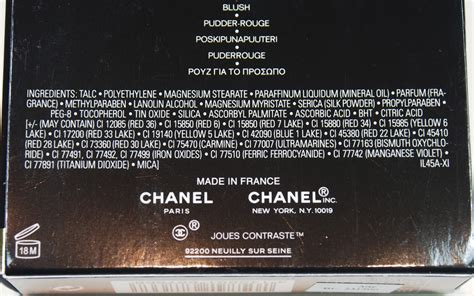 BLUSH
• PUDDER-ROUGE •
POSKIPUNAPUUTERI
• PUDERROUGE •
ΡΟΥΖ ΓΙΑ ΤΟ ΠΡΟΣΩΠΟ
INGREDIENTS: TALC • POLYETHYLENE • MAGNESIUM STEARATE • PARAFFINUM LIQUIDUM (MINERAL OIL) • PARFUM (FRA-
GRANCE) • METHYLPARABEN • LANOLIN ALCOHOL • MAGNESIUM MYRISTATE • SERICA (SILK POWDER) • PROPYLPARABEN •
PEG-8 • TOCOPHEROL • TIN OXIDE • SILICA • ASCORBYL PALMITATE • ASCORBIC ACID • BHT • CITRIC ACID
[+/- (MAY CONTAIN) CI 12085 (RED 36) • CI 15850 (RED 6) • CI 15850 (RED 7 LAKE) • CI 15880 (RED 34) • CI 15985 (YELLOW 6
LAKE) • CI 17200 (RED 33 LAKE) • CI 19140 (YELLOW 5 LAKE) • CI 42090 (BLUE 1 LAKE) • CI 45380 (RED 22 LAKE) • CI 45410
(RED 28 LAKE) • CI 73360 (RED 30 LAKE) • CI 75470 (CARMINE) • CI 77007 (ULTRAMARINES) • CI 77163 (BISMUTH OXYCHLO-
RIDE) • CI 77491, CI 77492, CI 77499 (IRON OXIDES) • CI 77510 (FERRIC FERROCYANIDE) • CI 77742 (MANGANESE VIOLET) •
CI 77891 (TITANIUM DIOXIDE) • MICA]
IL45A-XI
MADE IN FRANCE
CHANEL CHANEL® INC.
PARIS NEW YORK, N.Y. 10019
18 M
® JOUES CONTRASTE™
92200 NEUILLY SUR SEINE